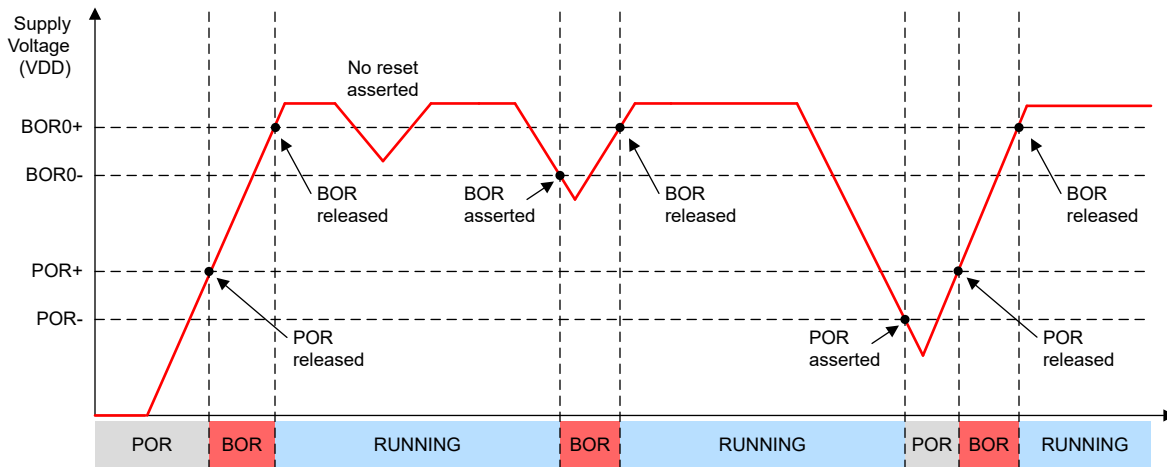 Supply
Voltage
(VDD)
No reset
asserted
BOR0+
BOR0-
BOR
released
BOR
asserted
BOR
released
BOR
released
POR+
POR-
POR
released
POR
asserted
POR
released
POR
BOR
RUNNING
BOR
RUNNING
POR
BOR
RUNNING